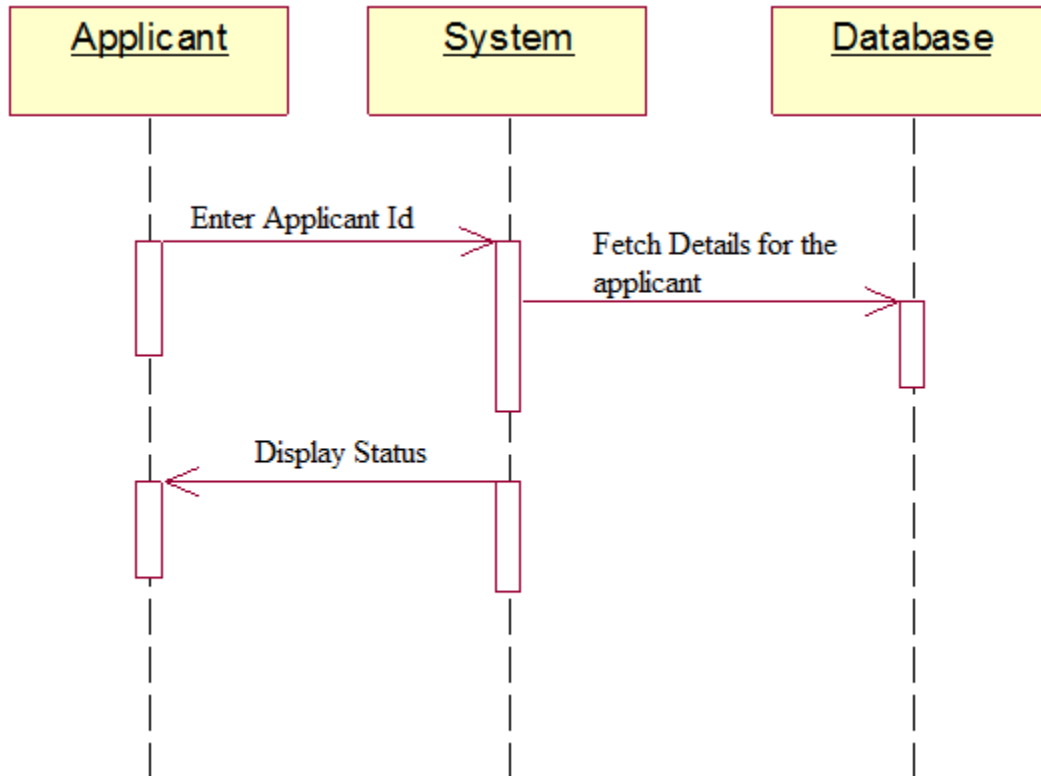 Applicant
System
Database
Enter Applicant Id
Fetch Details for the
applicant
Display Status